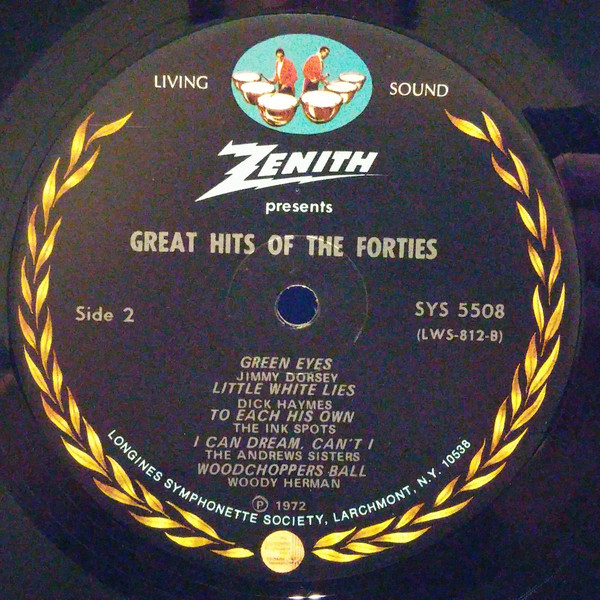 LIVING SOUND
ZENITH
presents
GREAT HITS OF THE FORTIES
Side 2
SYS 5508
(LWS-812-B)
GREEN EYES
JIMMY DORSEY
LITTLE WHITE LIES
DICK HAYMES
TO EACH HIS OWN
THE INK SPOTS
I CAN DREAM, CAN'T I
THE ANDREWS SISTERS
WOODCHOPPERS BALL
WOODY HERMAN
Ⓟ 1972
LONGINES SYMPHONETTE SOCIETY, LARCHMONT, N.Y. 10538